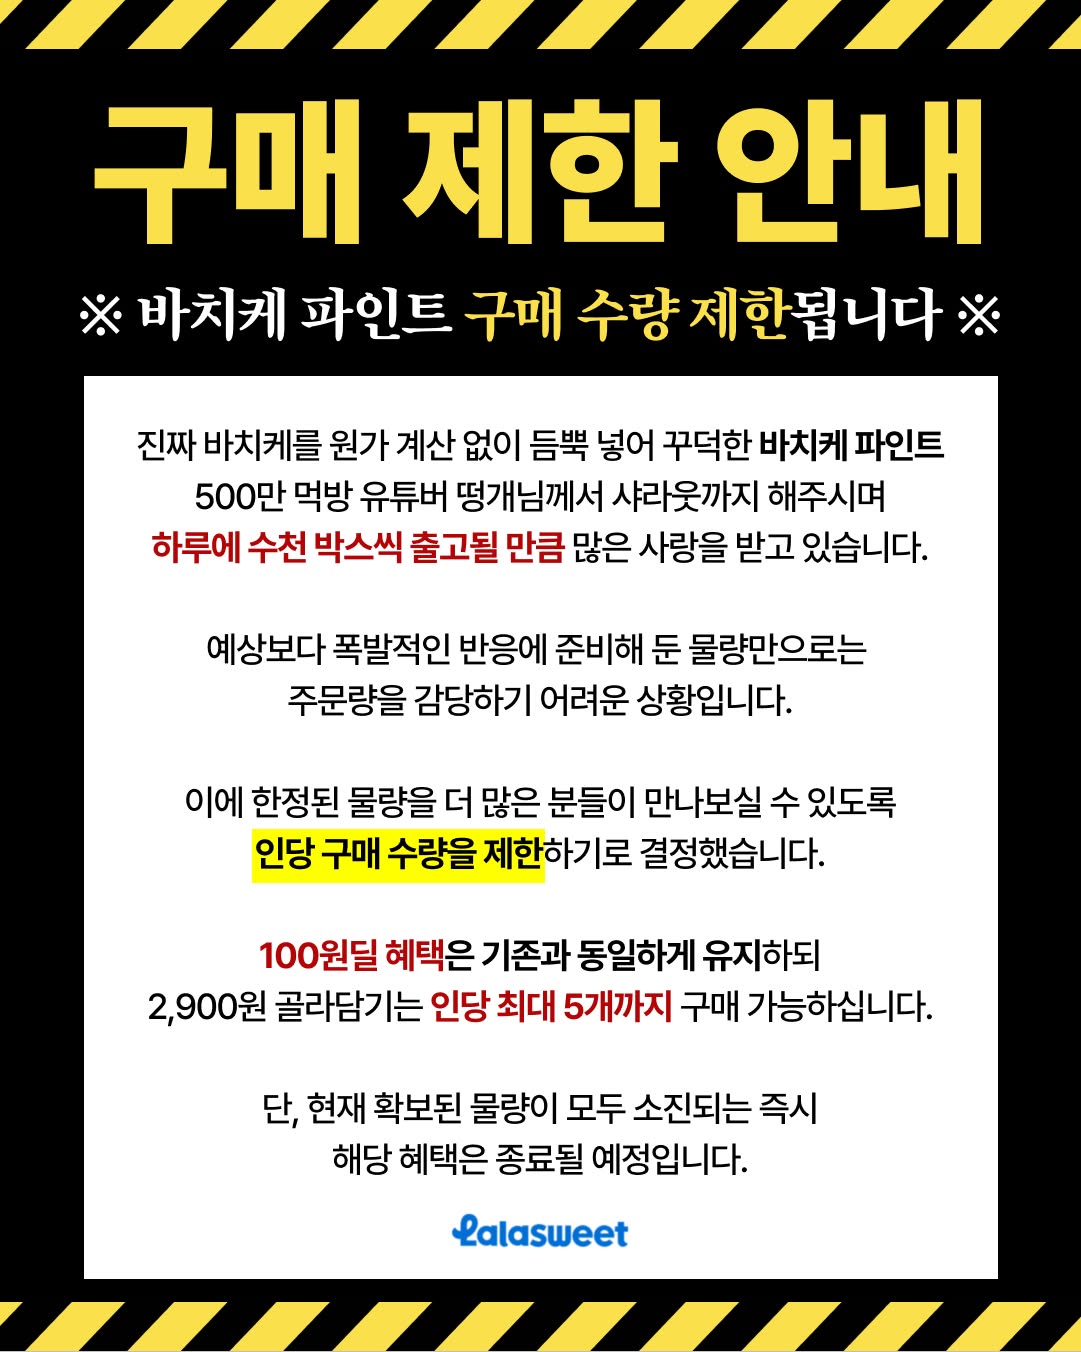 구매 제한 안내
※ 바치케 파인트 구매 수량 제한됩니다 ※
진짜 바치케를 원가 계산 없이 듬뿍 넣어 꾸덕한 바치케 파인트
500만 먹방 유튜버 떵개님께서 샤라웃까지 해주시며
하루에 수천 박스씩 출고될 만큼 많은 사랑을 받고 있습니다.
예상보다 폭발적인 반응에 준비해 둔 물량만으로는
주문량을 감당하기 어려운 상황입니다.
이에 한정된 물량을 더 많은 분들이 만나보실 수 있도록
인당 구매 수량을 제한하기로 결정했습니다.
100원딜 혜택은 기존과 동일하게 유지하되
2,900원 골라담기는 인당 최대 5개까지 구매 가능하십니다.
단, 현재 확보된 물량이 모두 소진되는 즉시
해당 혜택은 종료될 예정입니다.
lalasweet